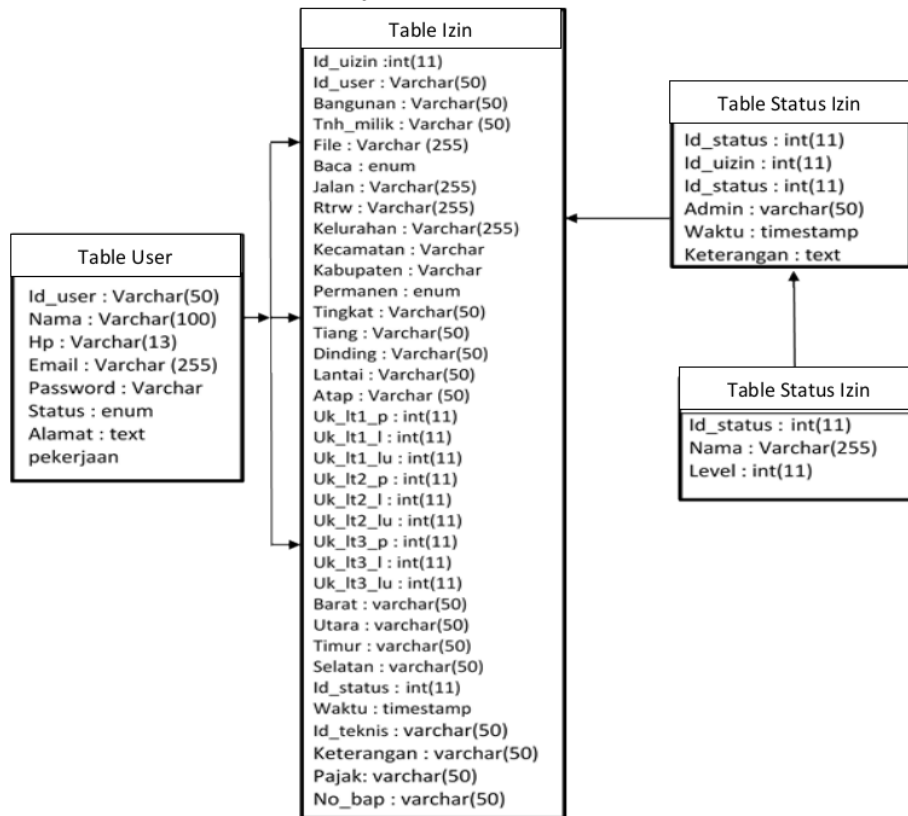 Table User
Id_user : Varchar(50)
Nama : Varchar(100)
Hp : Varchar(13)
Email : Varchar (255)
Password : Varchar
Status : enum
Alamat : text
pekerjaan
Table Izin
Id_uizin :int(11)
Id_user : Varchar(50)
Bangunan : Varchar(50)
Tnh_milik : Varchar (50)
File : Varchar (255)
Baca : enum
Jalan : Varchar(255)
Rtrw : Varchar(255)
Kelurahan : Varchar(255)
Kecamatan : Varchar
Kabupaten : Varchar
Permanen : enum
Tingkat : Varchar(50)
Tiang : Varchar(50)
Dinding : Varchar(50)
Lantai : Varchar(50)
Atap : Varchar (50)
Uk_lt1_p : int(11)
Uk_lt1_l : int(11)
Uk_lt1_lu : int(11)
Uk_lt2_p : int(11)
Uk_lt2_l : int(11)
Uk_lt2_lu : int(11)
Uk_lt3_p : int(11)
Uk_lt3_l : int(11)
Uk_lt3_lu : int(11)
Barat : varchar(50)
Utara : varchar(50)
Timur : varchar(50)
Selatan : varchar(50)
Id_status : int(11)
Waktu : timestamp
Id_teknis : varchar(50)
Keterangan : varchar(50)
Pajak: varchar(50)
No_bap : varchar(50)
Table Status Izin
Id_status : int(11)
Id_uizin : int(11)
Id_status : int(11)
Admin : varchar(50)
Waktu : timestamp
Keterangan : text
Table Status Izin
Id_status : int(11)
Nama : Varchar(255)
Level : int(11)